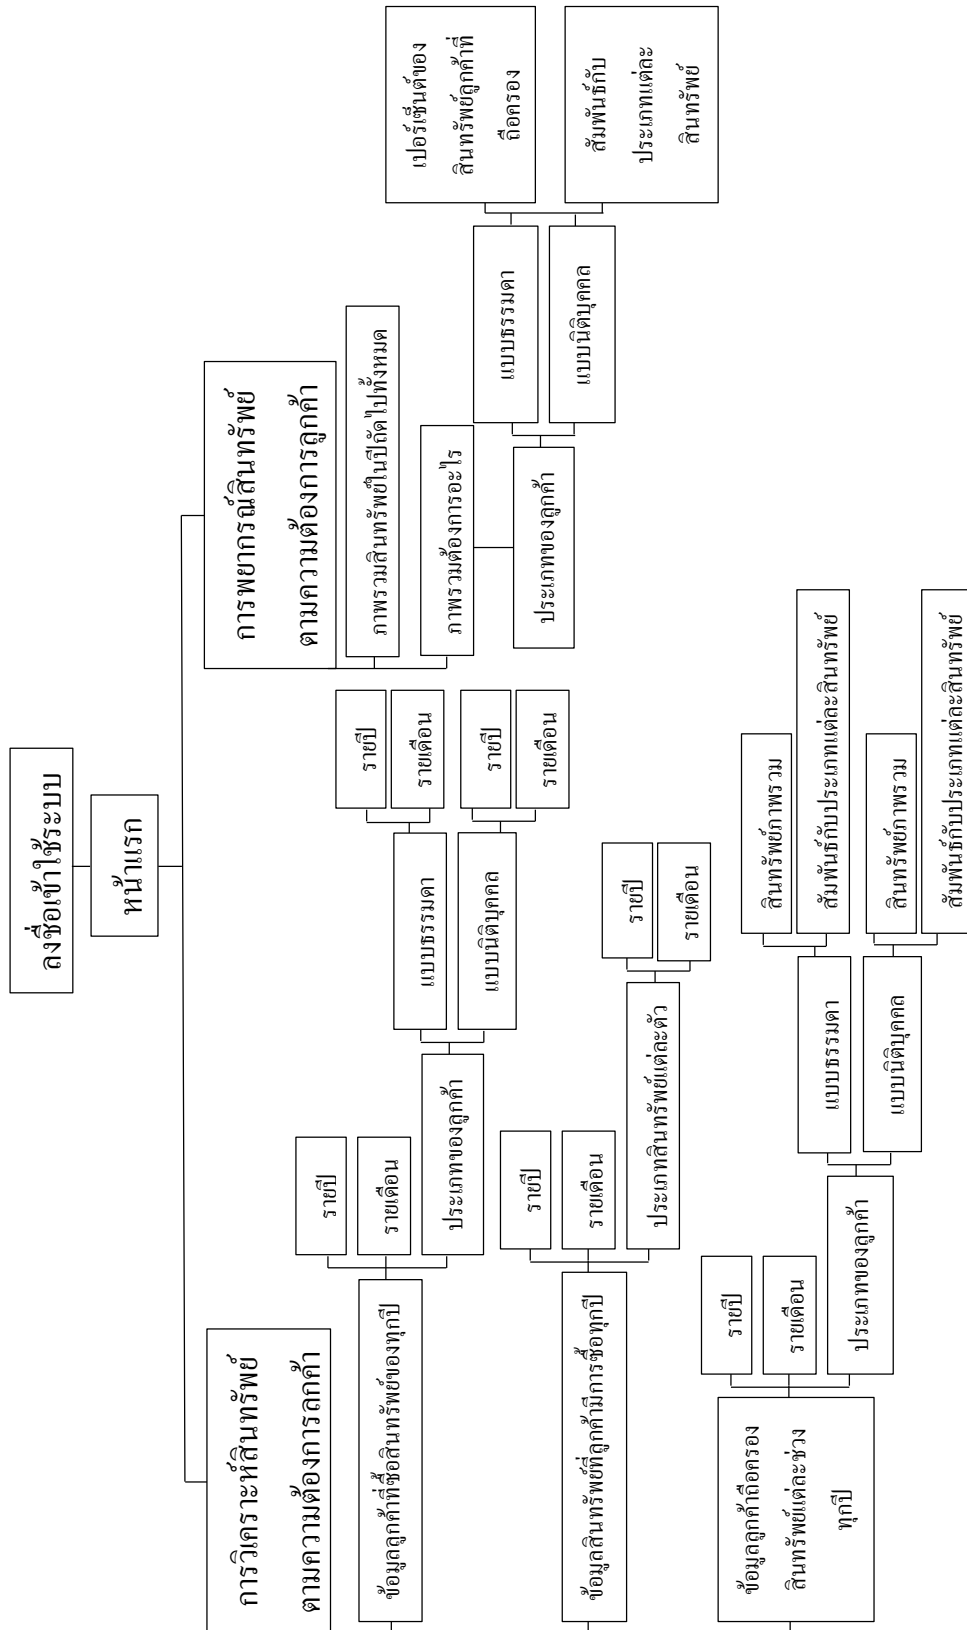 ลงชื่อเข้าใช้ระบบ
หน้าแรก
การวิเคราะห์สินทรัพย์
ตามความต้องการลูกค้า
ข้อมูลลูกค้าที่ซื้อสินทรัพย์ของทุกปี
รายปี
รายเดือน
ประเภทของลูกค้า
แบบธรรมดา
รายปี
รายเดือน
แบบนิติบุคคล
รายปี
รายเดือน
ข้อมูลสินทรัพย์ที่ลูกค้ามีการซื้อทุกปี
รายปี
รายเดือน
ประเภทสินทรัพย์แต่ละตัว
รายปี
รายเดือน
ข้อมูลลูกค้าถือครอง
สินทรัพย์แต่ละช่วง
ทุกปี
รายปี
รายเดือน
ประเภทของลูกค้า
แบบธรรมดา
สินทรัพย์ภาพรวม
สัมพันธ์กับประเภทแต่ละสินทรัพย์
แบบนิติบุคคล
สินทรัพย์ภาพรวม
สัมพันธ์กับประเภทแต่ละสินทรัพย์
การพยากรณ์สินทรัพย์
ตามความต้องการลูกค้า
ภาพรวมสินทรัพย์ในปีถัดไปทั้งหมด
ภาพรวมต้องการอะไร
ประเภทของลูกค้า
แบบธรรมดา
แบบนิติบุคคล
เปอร์เซ็นต์ของ
สินทรัพย์ลูกค้าที่
ถือครอง
สัมพันธ์กับ
ประเภทแต่ละ
สินทรัพย์